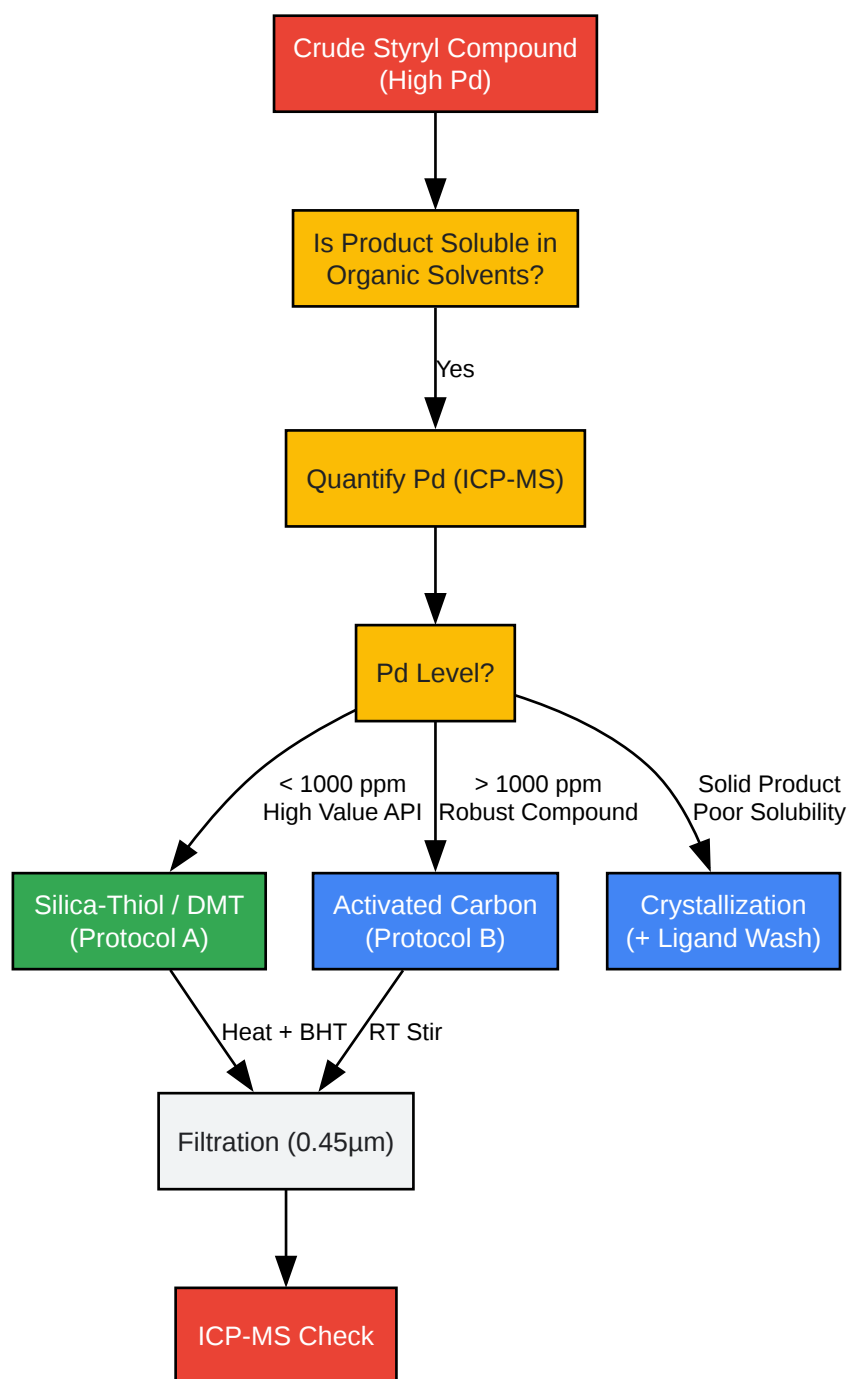 Crude Styryl Compound
(High Pd)
Is Product Soluble in
Organic Solvents?
Yes
Quantify Pd (ICP-MS)
Pd Level?
< 1000 ppm
High Value API
> 1000 ppm
Robust Compound
Solid Product
Poor Solubility
Silica-Thiol / DMT
(Protocol A)
Activated Carbon
(Protocol B)
Crystallization
(+ Ligand Wash)
Heat + BHT
RT Stir
Filtration (0.45µm)
ICP-MS Check